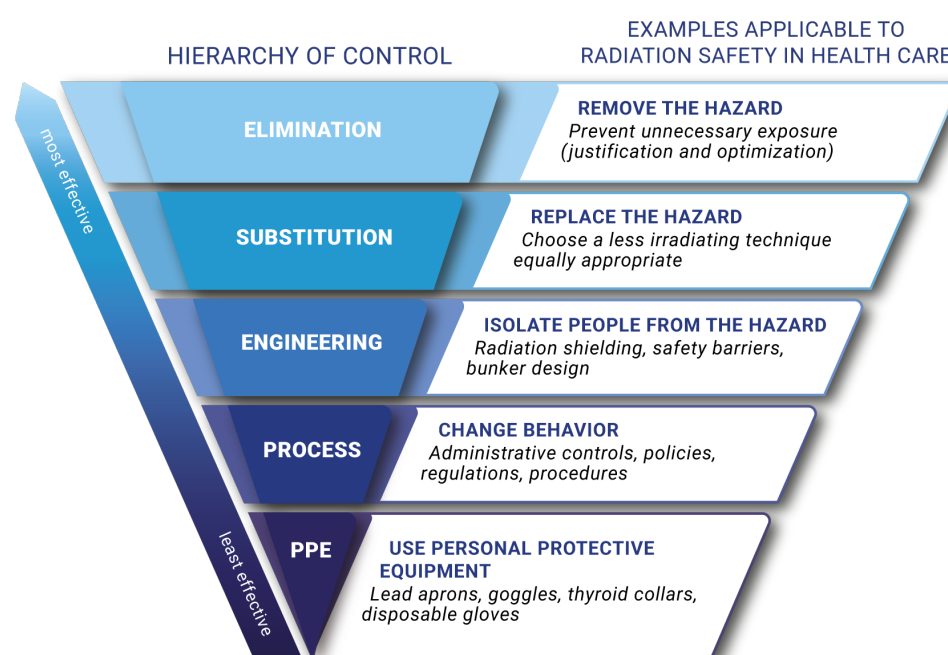 HIERARCHY OF CONTROL
EXAMPLES APPLICABLE TO
RADIATION SAFETY IN HEALTH CARE
most effective
ELIMINATION
REMOVE THE HAZARD
Prevent unnecessary exposure
(justification and optimization)
SUBSTITUTION
REPLACE THE HAZARD
Choose a less irradiating technique
equally appropriate
ENGINEERING
ISOLATE PEOPLE FROM THE HAZARD
Radiation shielding, safety barriers,
bunker design
PROCESS
CHANGE BEHAVIOR
Administrative controls, policies,
regulations, procedures
least effective
PPE
USE PERSONAL PROTECTIVE
EQUIPMENT
Lead aprons, goggles, thyroid collars,
disposable gloves